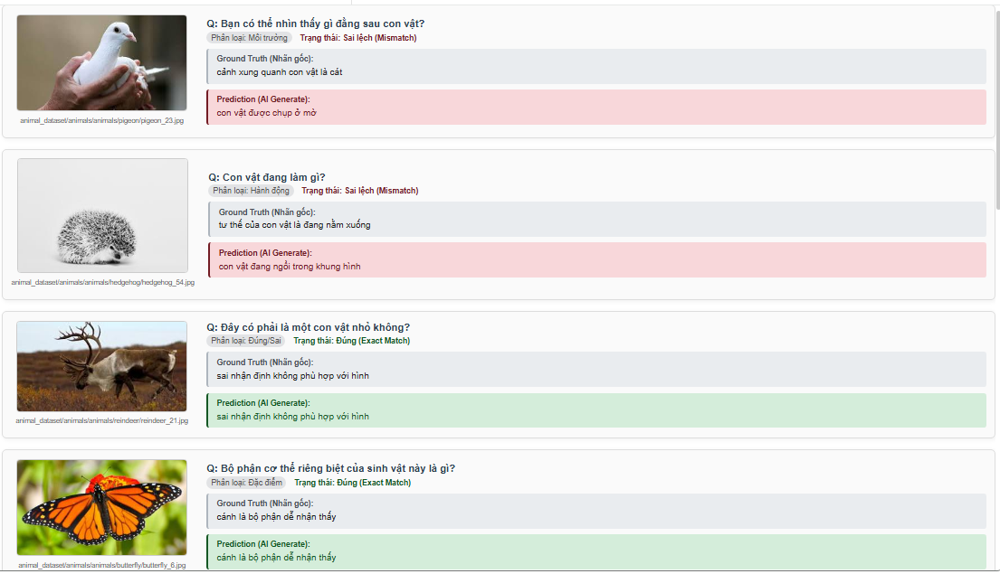 Q: Bạn có thể nhìn thấy gì đằng sau con vật?
Phân loại: Môi trường Trạng thái: Sai lệch (Mismatch)
Ground Truth (Nhãn gốc):
cảnh xung quanh con vật là cát
Prediction (AI Generate):
con vật được chụp ở mờ
animal_dataset/animals/animals/pigeon/pigeon_23.jpg
Q: Con vật đang làm gì?
Phân loại: Hành động Trạng thái: Sai lệch (Mismatch)
Ground Truth (Nhãn gốc):
tư thế của con vật là đang nằm xuống
Prediction (AI Generate):
con vật đang ngồi trong khung hình
animal_dataset/animals/animals/hedgehog/hedgehog_54.jpg
Q: Đây có phải là một con vật nhỏ không?
Phân loại: Đúng/Sai Trạng thái: Đúng (Exact Match)
Ground Truth (Nhãn gốc):
sai nhận định không phù hợp với hình
Prediction (AI Generate):
sai nhận định không phù hợp với hình
animal_dataset/animals/animals/reindeer/reindeer_21.jpg
Q: Bộ phận cơ thể riêng biệt của sinh vật này là gì?
Phân loại: Đặc điểm Trạng thái: Đúng (Exact Match)
Ground Truth (Nhãn gốc):
cánh là bộ phận dễ nhận thấy
Prediction (AI Generate):
cánh là bộ phận dễ nhận thấy
animal_dataset/animals/animals/butterfly/butterfly_6.jpg